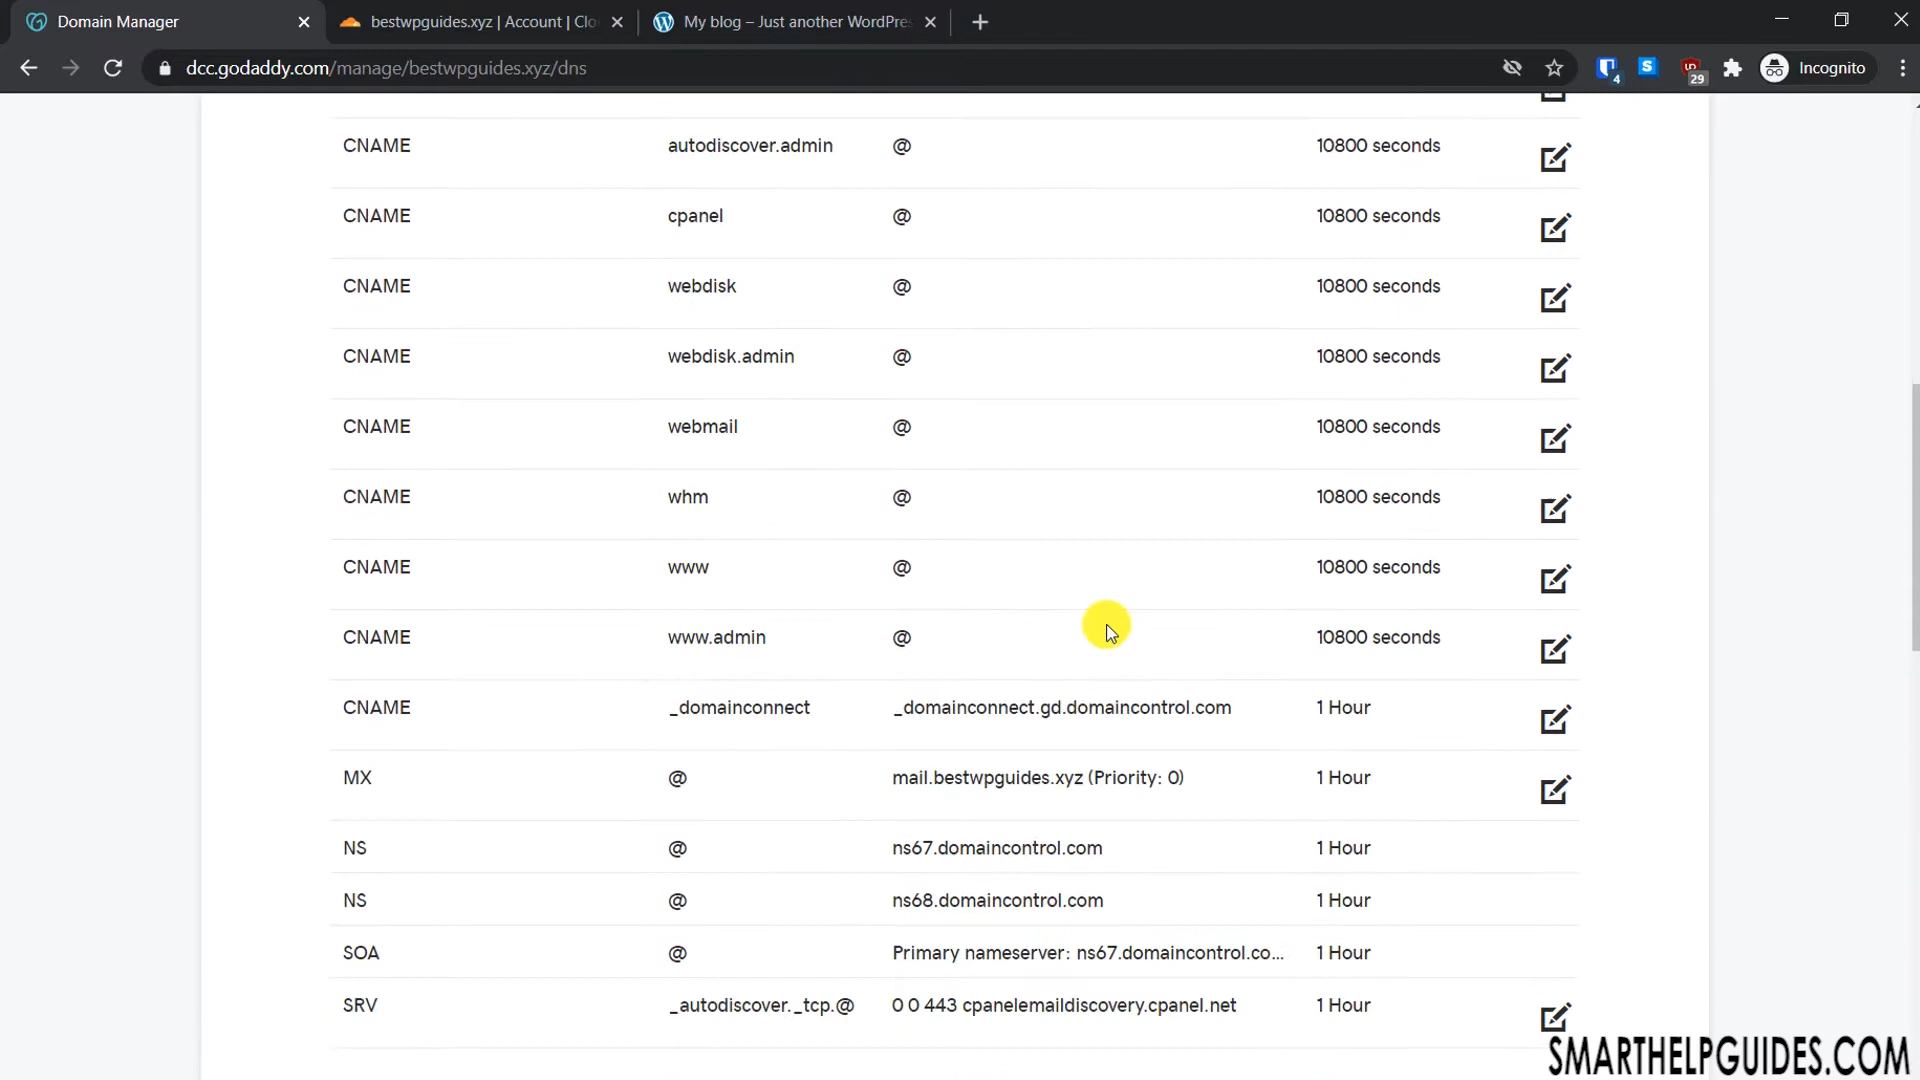 Domain Manager
bestwpguides.xyz | Account | Clo
My blog – Just another WordPres
dcc.godaddy.com/manage/bestwpguides.xyz/dns
4
S
29
Incognito
CNAME autodiscover.admin @ 10800 seconds
CNAME cpanel @ 10800 seconds
CNAME webdisk @ 10800 seconds
CNAME webdisk.admin @ 10800 seconds
CNAME webmail @ 10800 seconds
CNAME whm @ 10800 seconds
CNAME www @ 10800 seconds
CNAME www.admin @ 10800 seconds
CNAME _domainconnect _domainconnect.gd.domaincontrol.com 1 Hour
MX @ mail.bestwpguides.xyz (Priority: 0) 1 Hour
NS @ ns67.domaincontrol.com 1 Hour
NS @ ns68.domaincontrol.com 1 Hour
SOA @ Primary nameserver: ns67.domaincontrol.co... 1 Hour
SRV _autodiscover._tcp.@ 0 0 443 cpanelemaildiscovery.cpanel.net 1 Hour
SMARTHELPGUIDES.COM